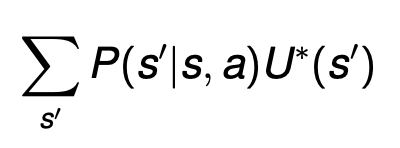 ∑ P(s′|s, a)U*(s′)
s′